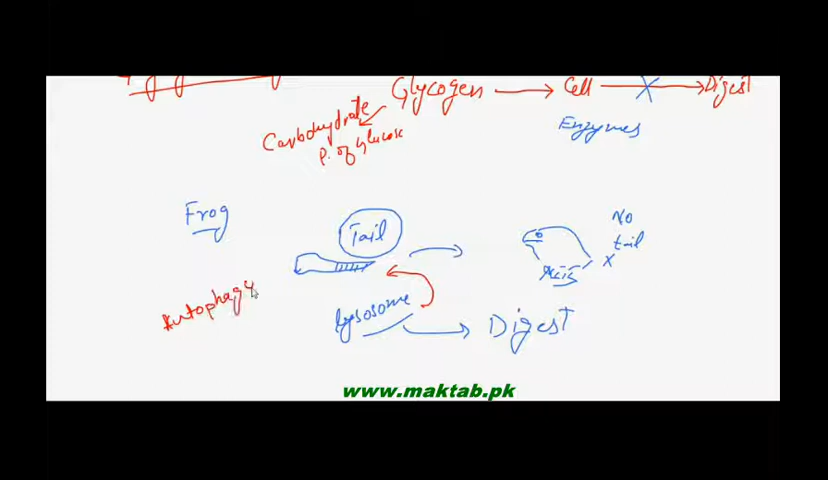 Glycogen → Cell → Digest
Carbohydrate
P. of Glucose
Enzymes
Frog
Tail
No
tail
x
Autophagy
lysosome
Digest
www.maktab.pk